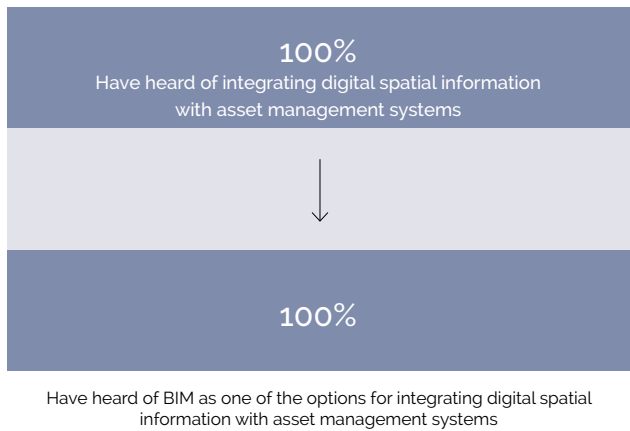 100%
Have heard of integrating digital spatial information
with asset management systems
100%
Have heard of BIM as one of the options for integrating digital spatial
information with asset management systems